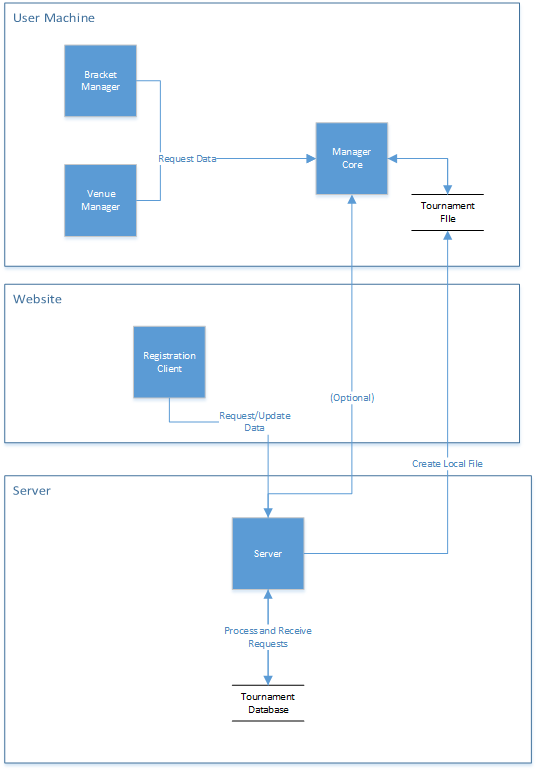 User Machine
Bracket
Manager
Request Data
Manager
Core
Venue
Manager
Tournament
File
Website
Registration
Client
Request/Update
Data
(Optional)
Create Local File
Server
Server
Process and Receive
Requests
Tournament
Database